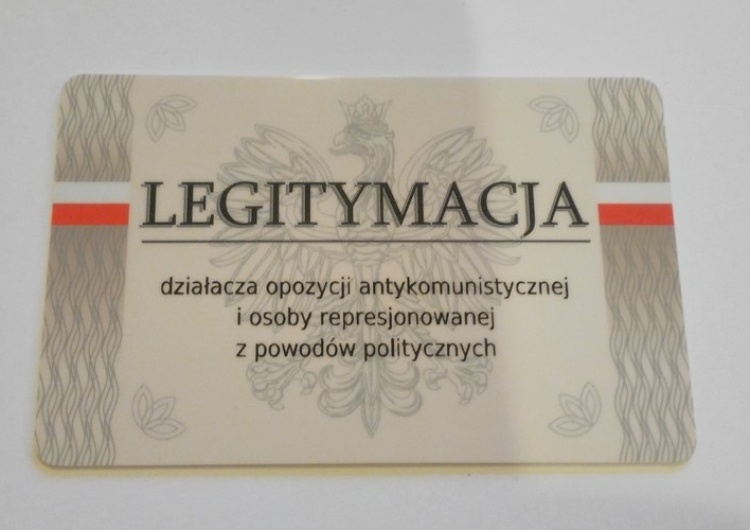 LEGITYMACJA
działacza opozycji antykomunistycznej
i osoby represjonowanej
z powodów politycznych